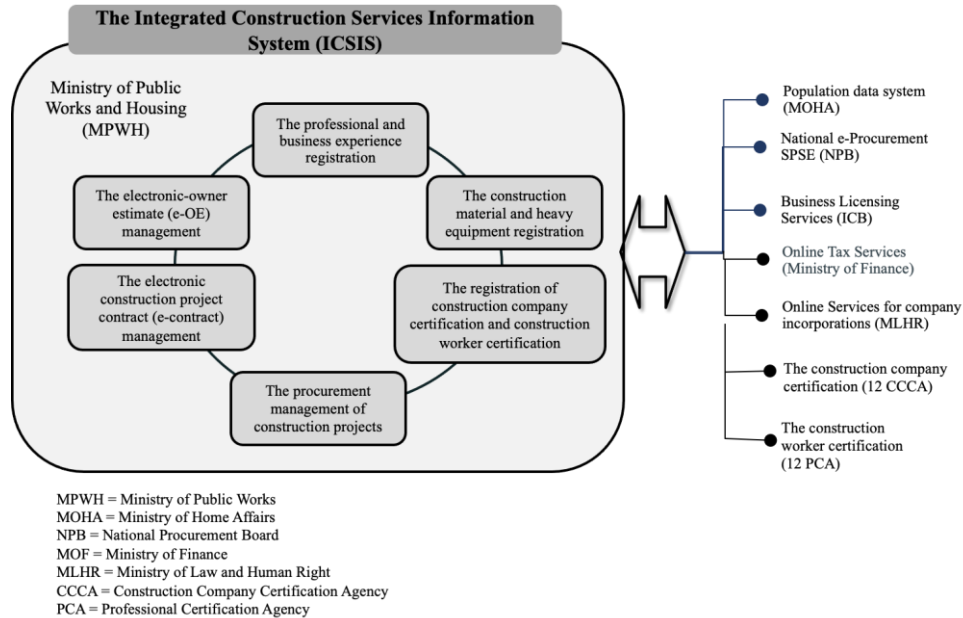 The Integrated Construction Services Information
System (ICSIS)
Ministry of Public
Works and Housing
(MPWH)
The professional and
business experience
registration
The electronic-owner
estimate (e-OE)
management
The construction
material and heavy
equipment registration
The electronic
construction project
contract (e-contract)
management
The registration of
construction company
certification and construction
worker certification
The procurement
management of
construction projects
Population data system
(MOHA)
National e-Procurement
SPSE (NPB)
Business Licensing
Services (ICB)
Online Tax Services
(Ministry of Finance)
Online Services for company
incorporations (MLHR)
The construction company
certification (12 CCCA)
The construction
worker certification
(12 PCA)
MPWH = Ministry of Public Works
MOHA = Ministry of Home Affairs
NPB = National Procurement Board
MOF = Ministry of Finance
MLHR = Ministry of Law and Human Right
CCCA = Construction Company Certification Agency
PCA = Professional Certification Agency